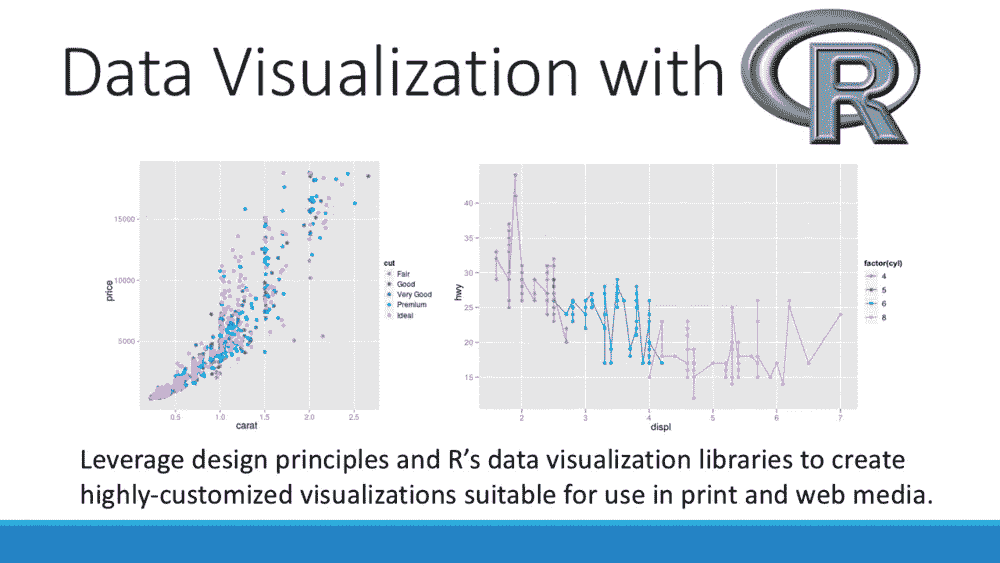 Data Visualization with R
15000
10000
5000
price
0.5 1.0 1.5 2.0 2.5
carat
cut
Fair
Good
Very Good
Premium
Ideal
40
35
30
25
20
15
hwy
2 3 4 5 6 7
displ
factor(cyl)
4
5
6
8
Leverage design principles and R’s data visualization libraries to create
highly-customized visualizations suitable for use in print and web media.